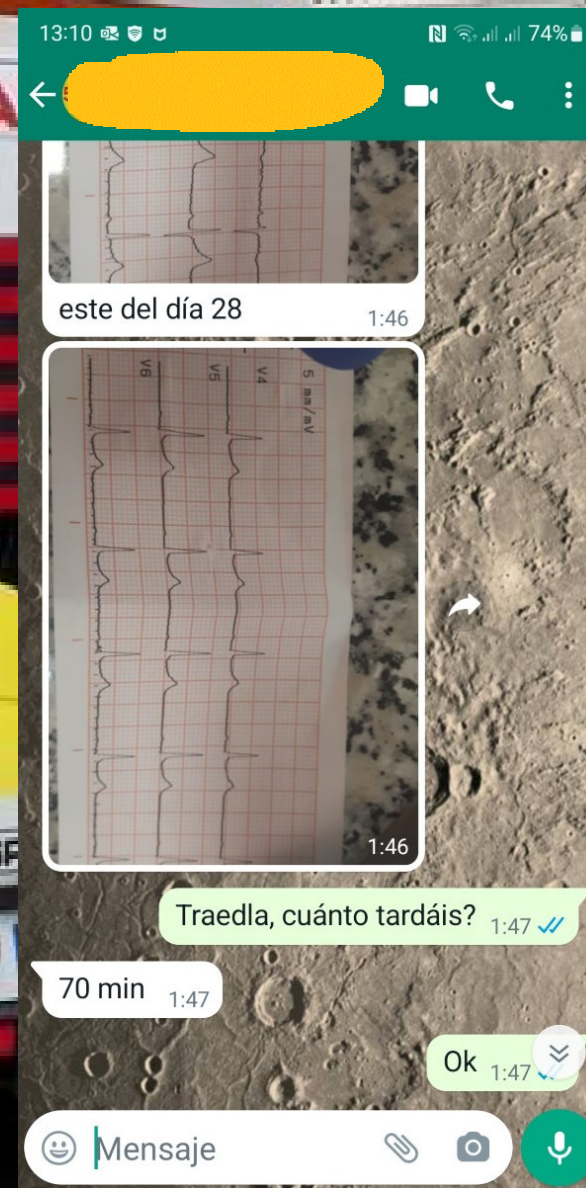 13:10
74%
este del día 28
1:46
5 mm/mV
V4
V5
V6
1:46
Traedla, cuánto tardáis? 1:47
70 min 1:47
Ok 1:47
Mensaje